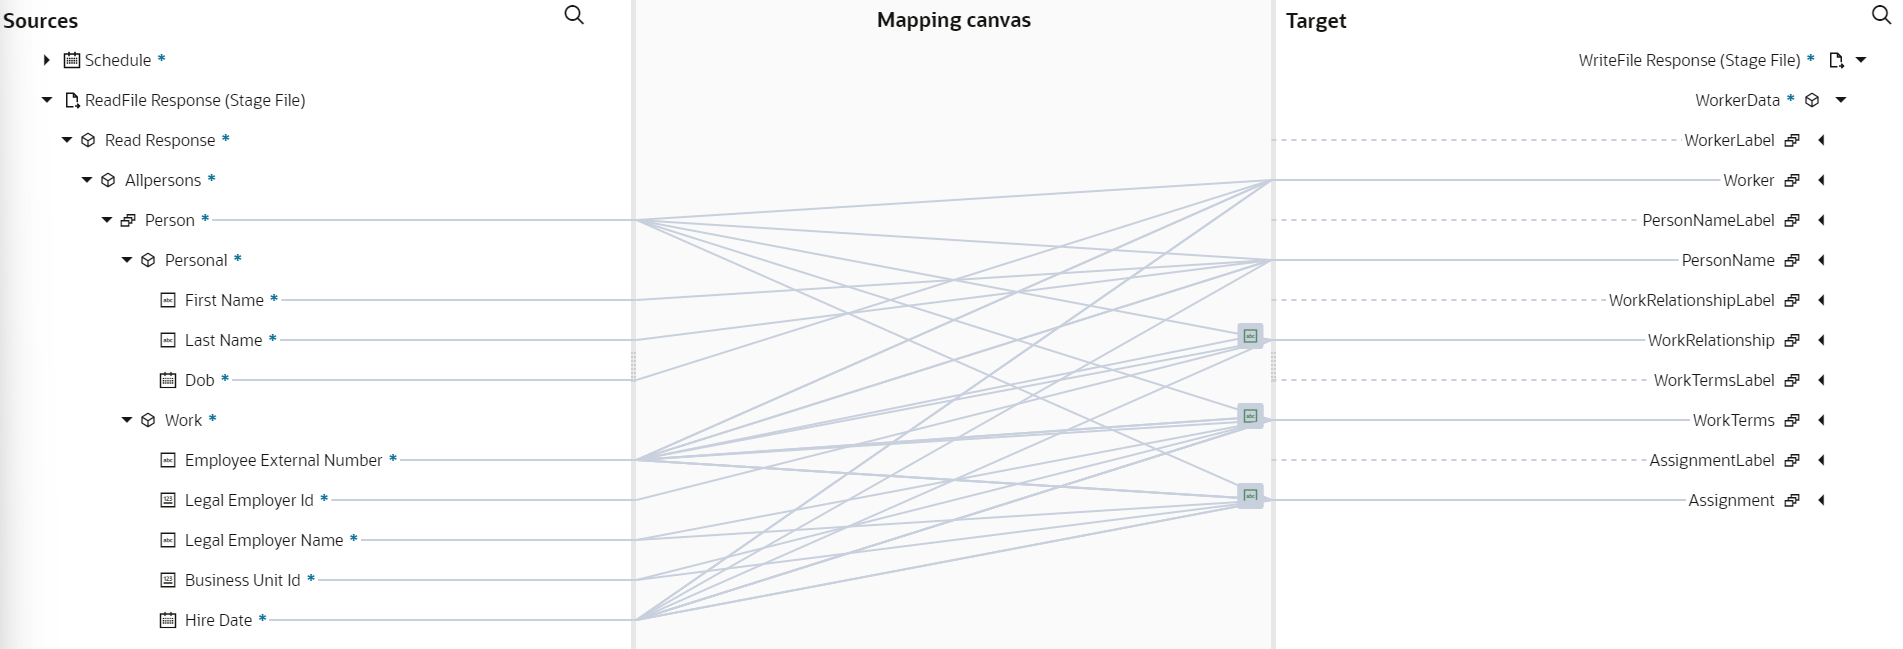 Sources
Mapping canvas
Target
Schedule *
WriteFile Response (Stage File) *
ReadFile Response (Stage File)
WorkerData *
Read Response *
WorkerLabel
Allpersons *
Worker
Person *
PersonNameLabel
Personal *
PersonName
First Name *
WorkRelationshipLabel
Last Name *
WorkRelationship
Dob *
WorkTermsLabel
Work *
WorkTerms
Employee External Number *
AssignmentLabel
Legal Employer Id *
Assignment
Legal Employer Name *
Business Unit Id *
Hire Date *